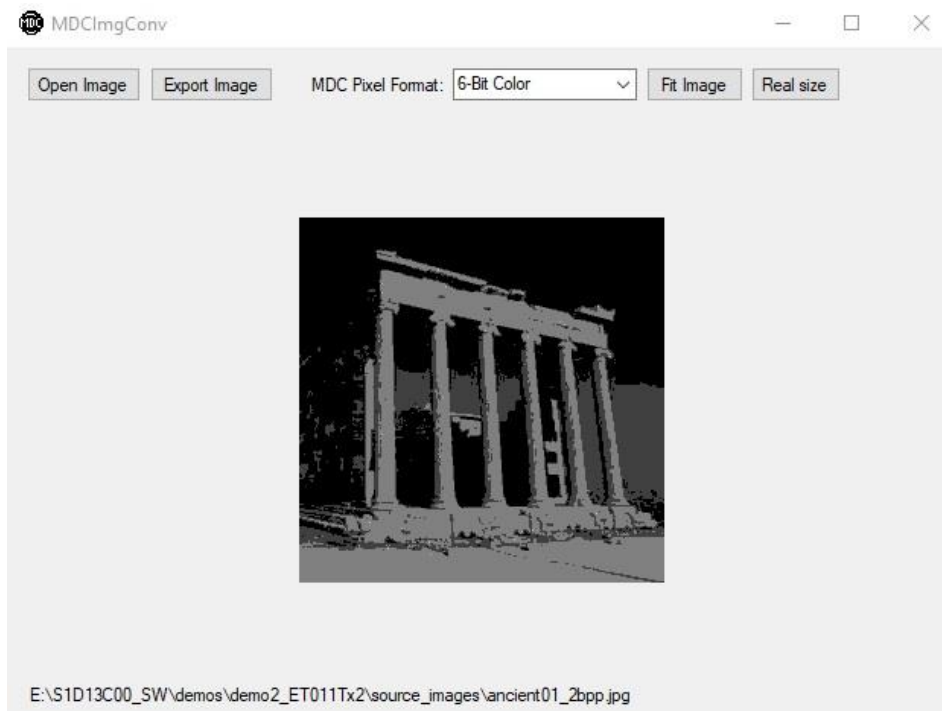 MDC MDCImgConv
Open Image Export Image MDC Pixel Format: 6-Bit Color Fit Image Real size
E:\S1D13C00_SW\demos\demo2_ET011Tx2\source_images\ancient01_2bpp.jpg